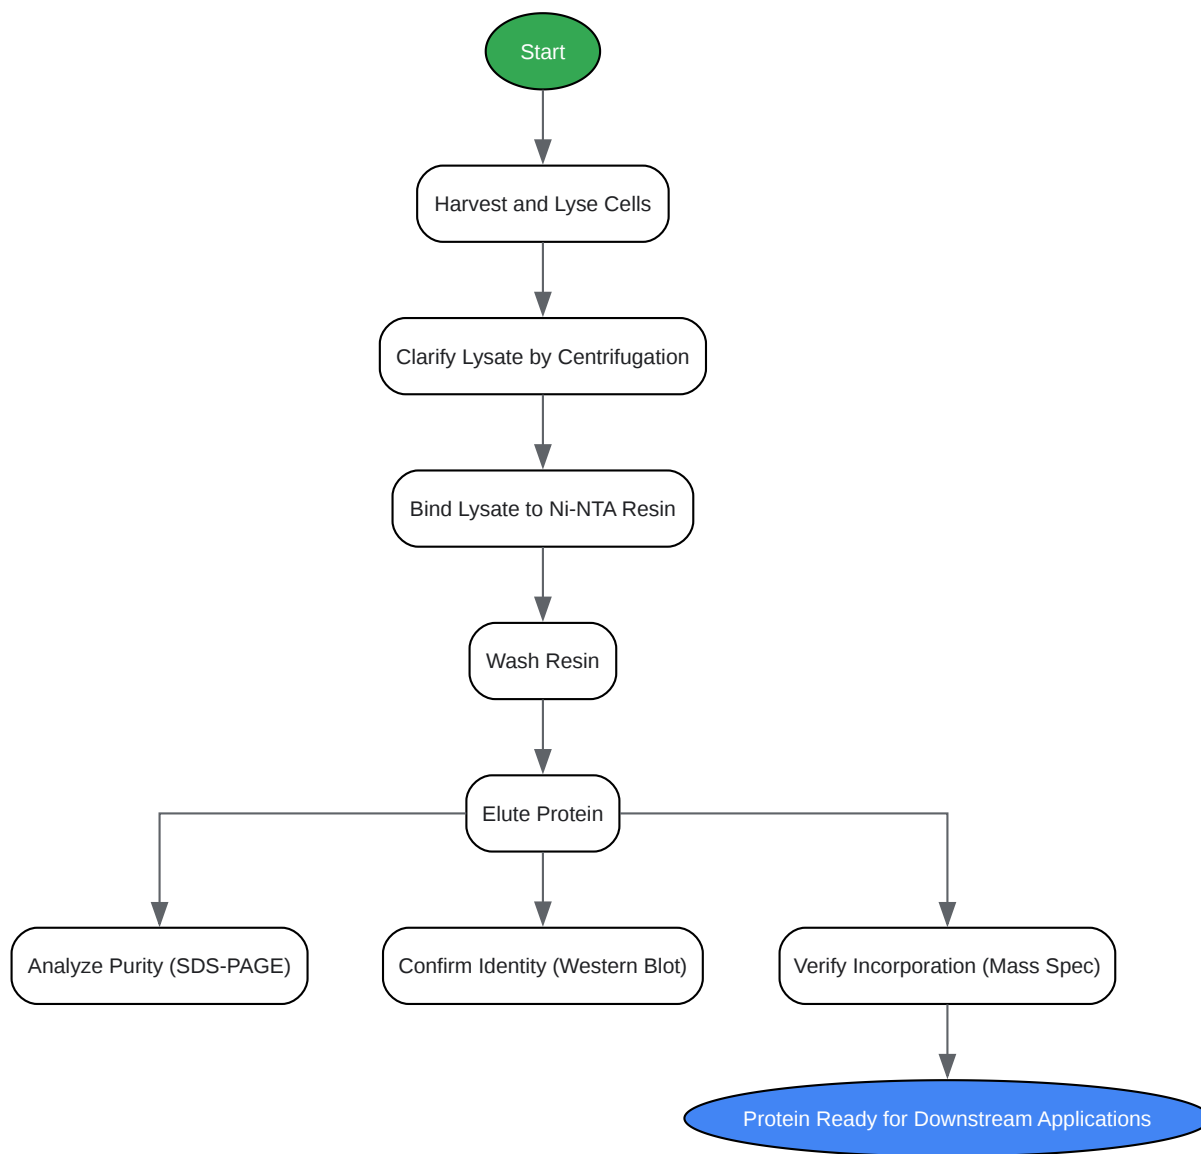 Start
Harvest and Lyse Cells
Clarify Lysate by Centrifugation
Bind Lysate to Ni-NTA Resin
Wash Resin
Elute Protein
Analyze Purity (SDS-PAGE)
Confirm Identity (Western Blot)
Verify Incorporation (Mass Spec)
Protein Ready for Downstream Applications